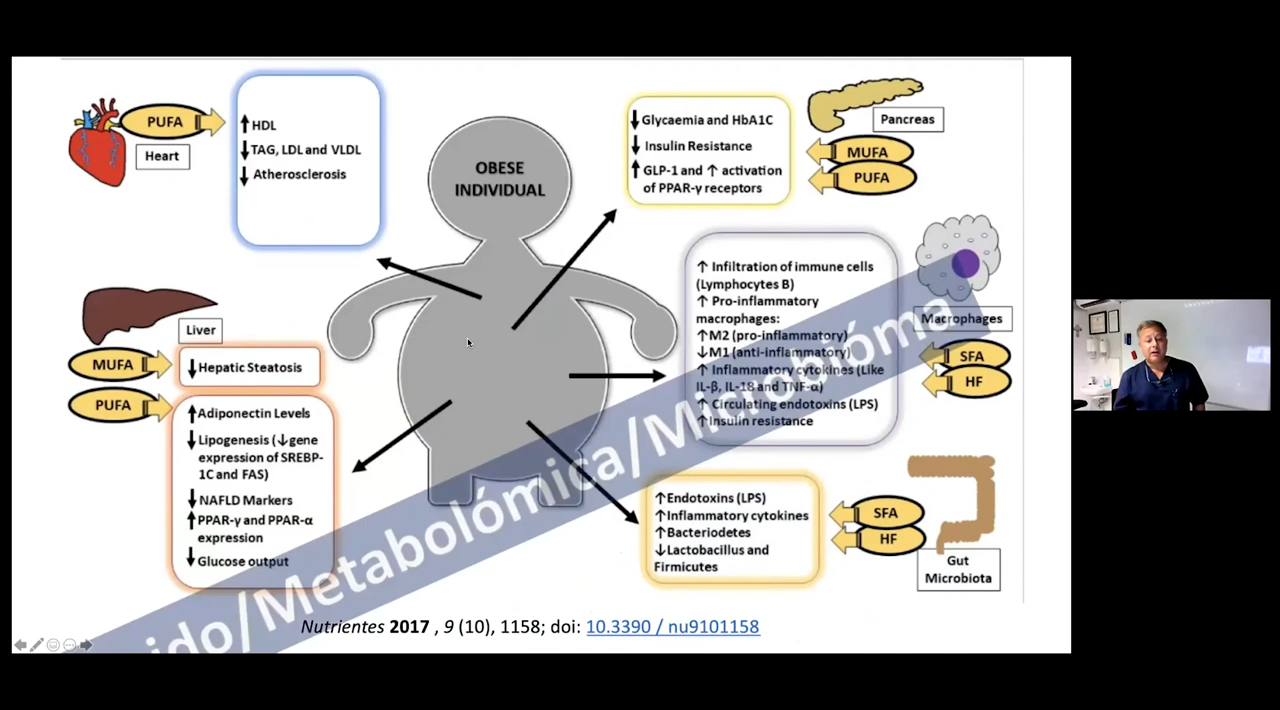 PUFA
Heart
↑ HDL
↓ TAG, LDL and VLDL
↓ Atherosclerosis
OBESE
INDIVIDUAL
↓ Glycaemia and HbA1C
↓ Insulin Resistance
↑ GLP-1 and ↑ activation
of PPAR-γ receptors
Pancreas
MUFA
PUFA
Liver
MUFA
PUFA
↓ Hepatic Steatosis
↑ Adiponectin Levels
↓ Lipogenesis (↓gene
expression of SREBP-
1C and FAS)
↓ NAFLD Markers
↑ PPAR-γ and PPAR-α
expression
↓ Glucose output
↑ Infiltration of immune cells
(Lymphocytes B)
↑ Pro-inflammatory
macrophages:
↑M2 (pro-inflammatory)
↓M1 (anti-inflammatory)
↑ Inflammatory cytokines (Like
IL-β, IL-18 and TNF-α)
↑ Circulating endotoxins (LPS)
↑Insulin resistance
Macrophages
SFA
HF
↑Endotoxins (LPS)
↑Inflammatory cytokines
↑Bacteriodetes
↓Lactobacillus and
Firmicutes
SFA
HF
Gut
Microbiota
ido/Metabolómica/Microbióma
Nutrientes 2017 , 9 (10), 1158; doi: 10.3390 / nu9101158